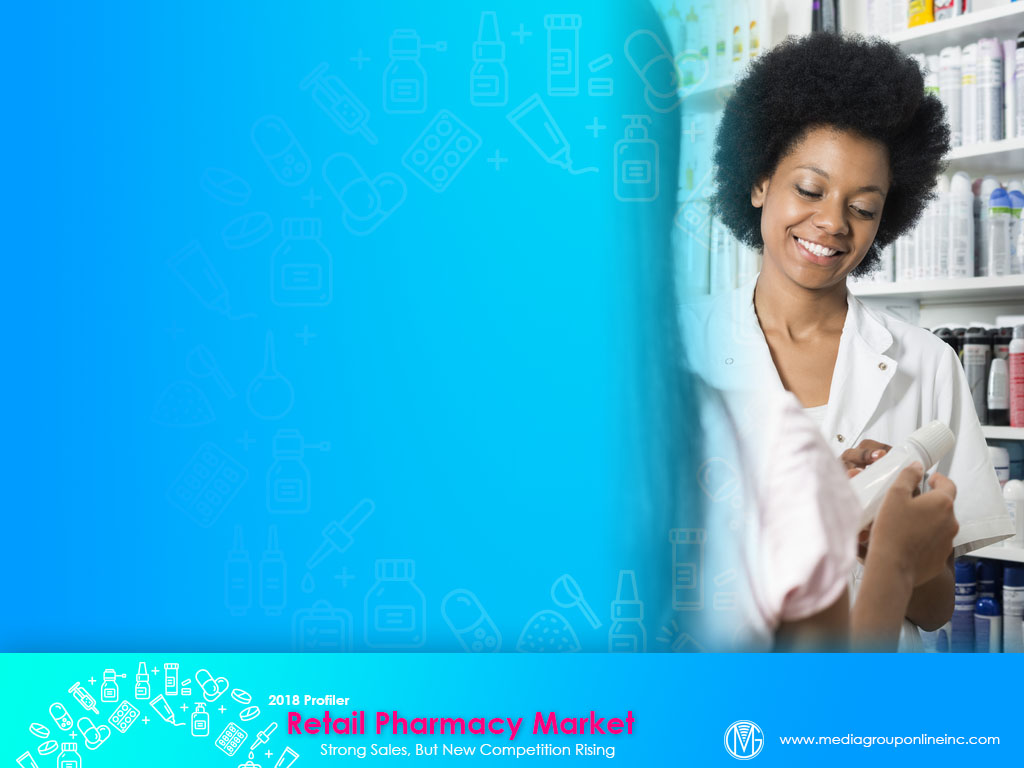 2018 Profiler
Retail Pharmacy Market
Strong Sales, But New Competition Rising
www.mediagrouponlineinc.com